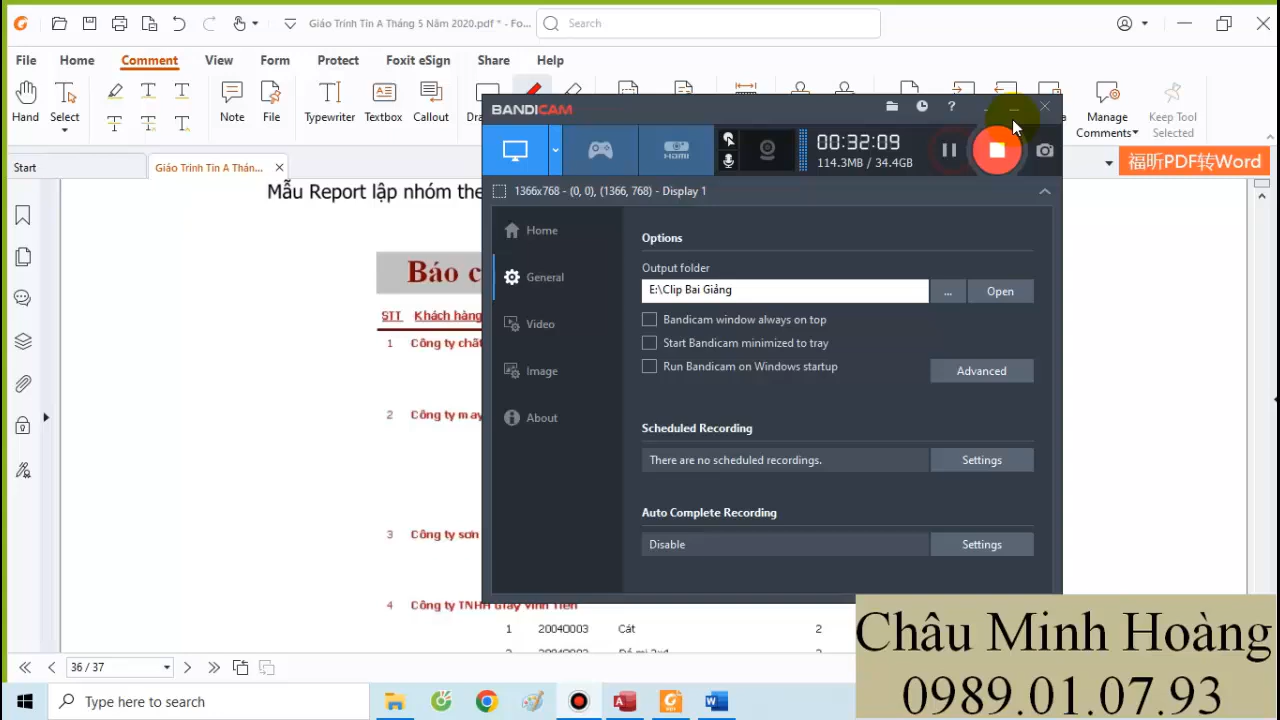 Giáo Trình Tin A Tháng 5 Năm 2020.pdf * - Fo...
Search
File Home Comment View Form Protect Foxit eSign Share Help
Hand Select Note File Typewriter Textbox Callout Manage Comments Keep Tool Selected
Start Giáo Trình Tin A Thán... 福昕PDF转Word
Mẫu Report lập nhóm the
Báo c
STT Khách hàng
1 Công ty chất
2 Công ty may
3 Công ty sơn
4 Công ty TNHH Giày Vĩnh Tiến
1 20040003 Cát 2
BANDICAM
HDMI
00:32:09
114.3MB / 34.4GB
1366x768 - (0, 0), (1366, 768) - Display 1
Home
General
Video
Image
About
Options
Output folder
E:\Clip Bai Giảng ... Open
Bandicam window always on top
Start Bandicam minimized to tray
Run Bandicam on Windows startup
Advanced
Scheduled Recording
There are no scheduled recordings. Settings
Auto Complete Recording
Disable Settings
Châu Minh Hoàng
0989.01.07.93
36 / 37
Type here to search